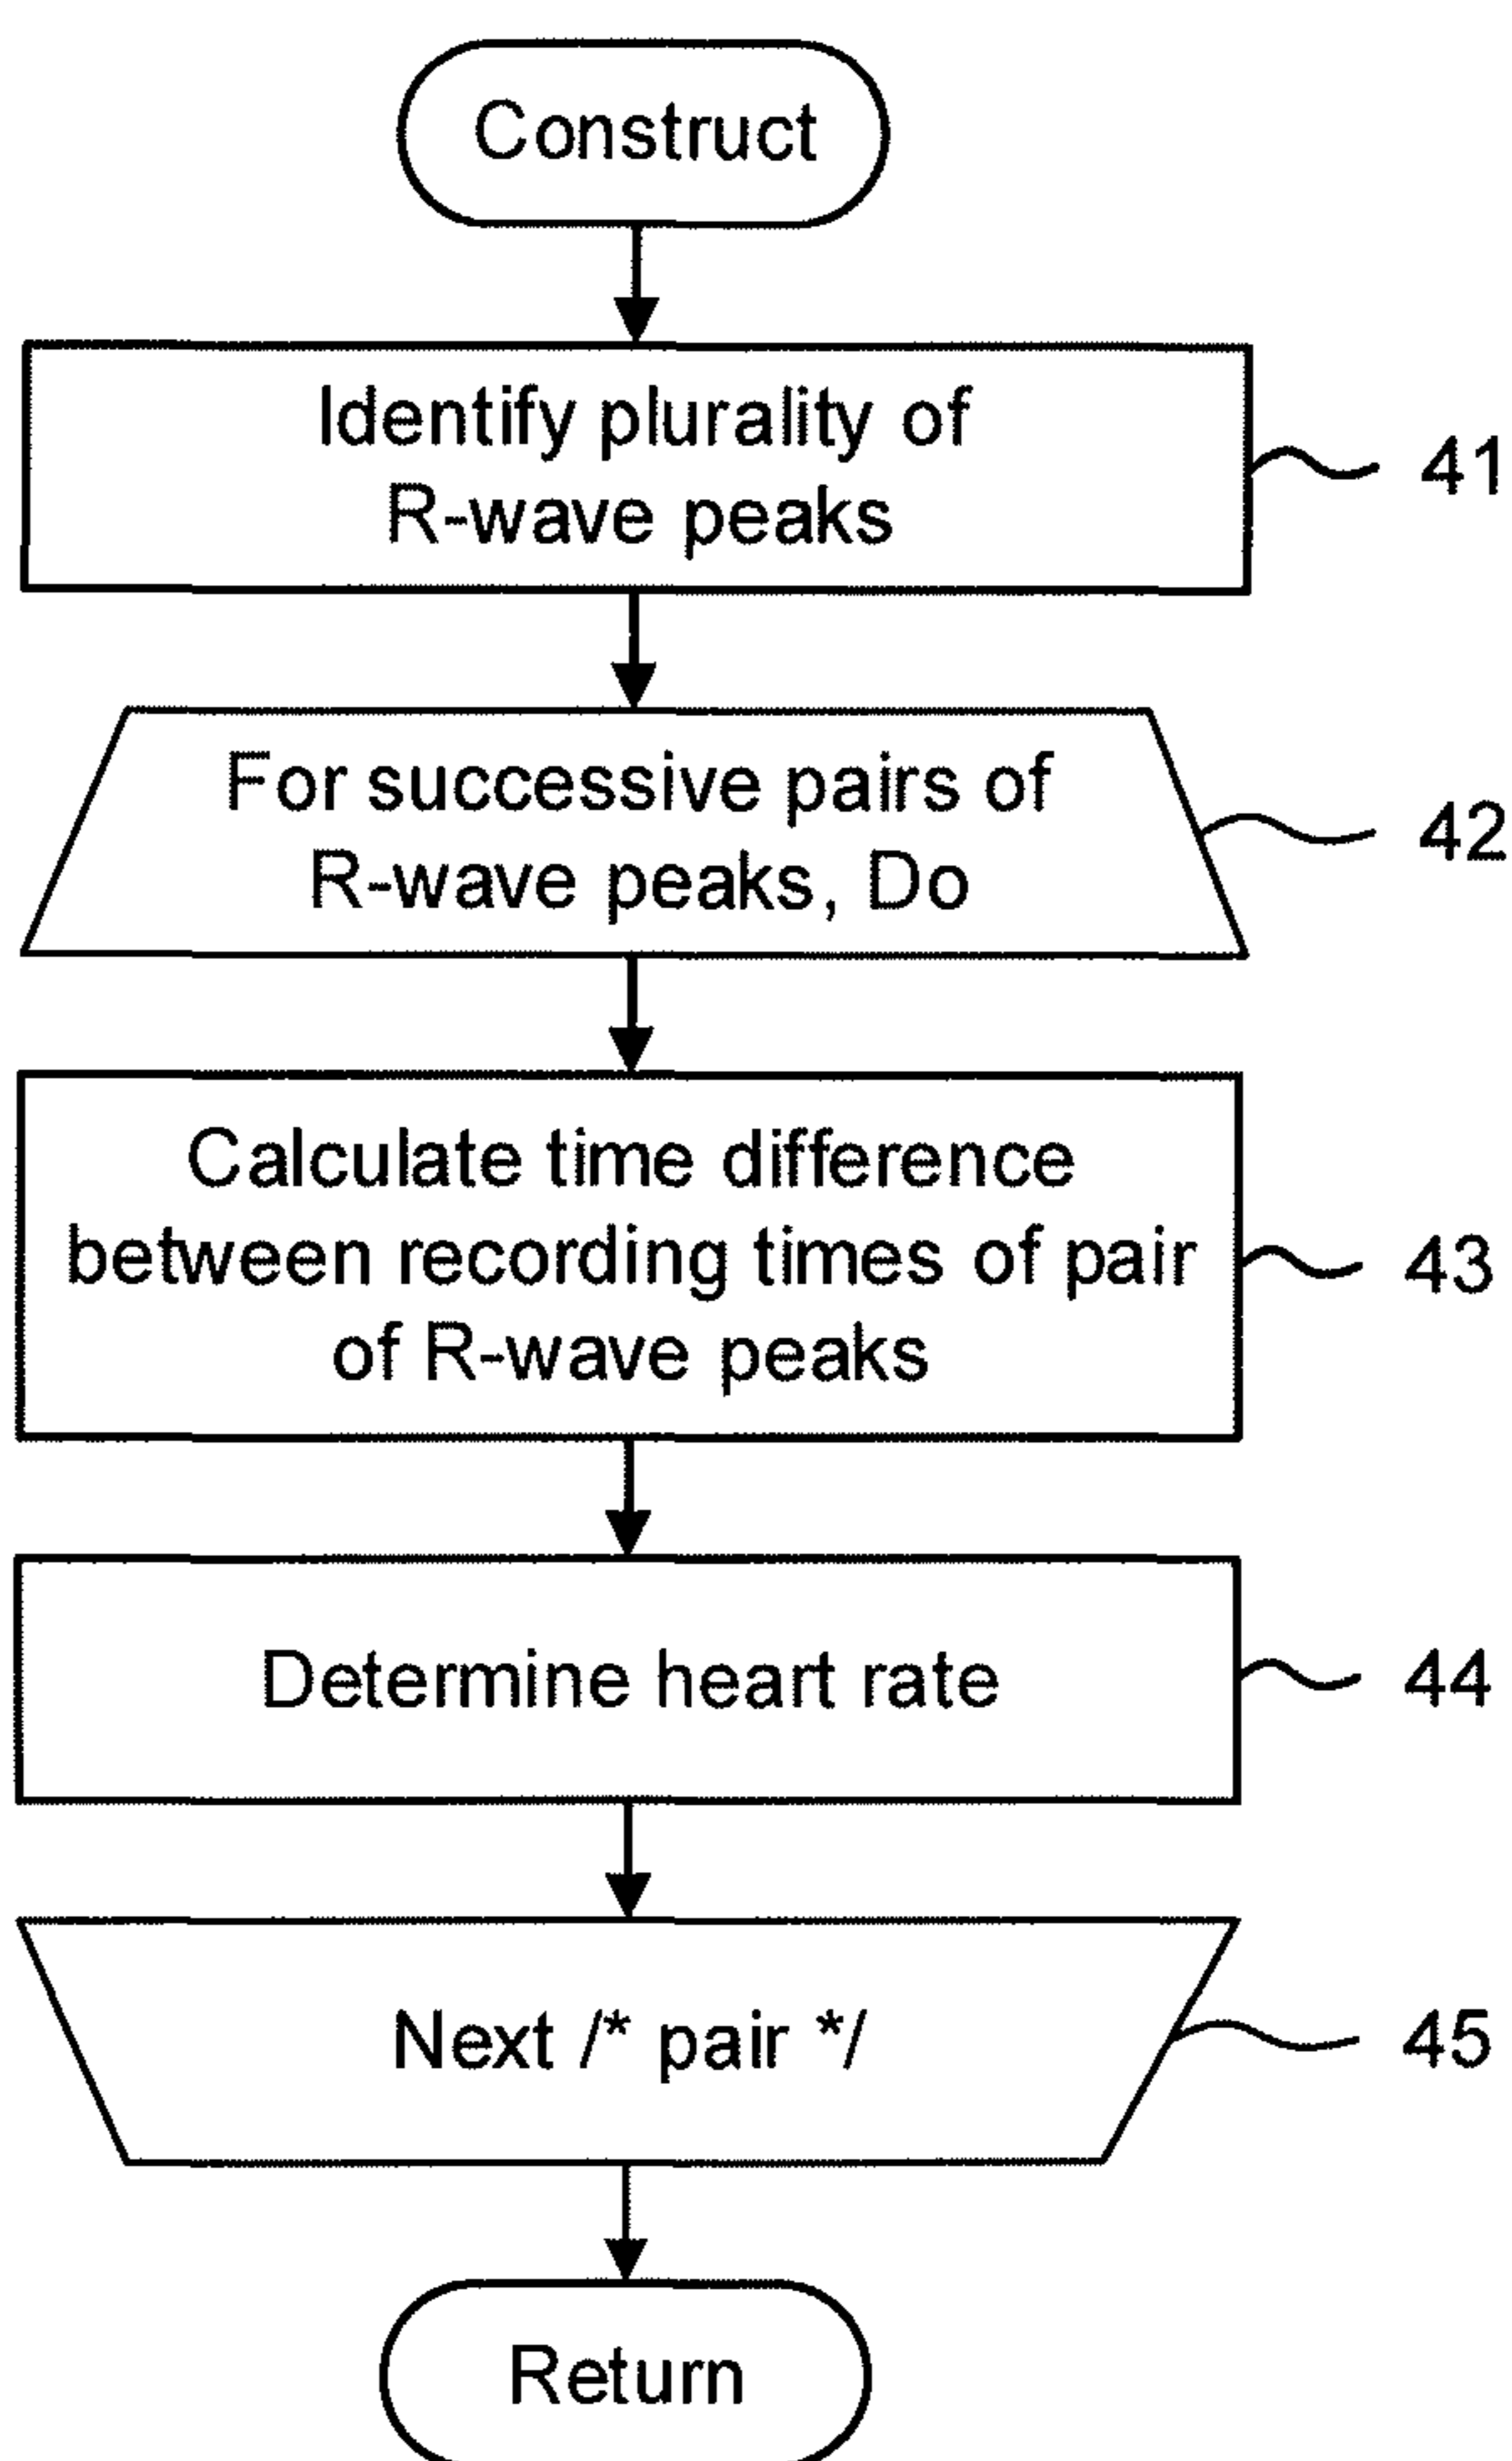 Construct
Identify plurality of
R-wave peaks
41
For successive pairs of
R-wave peaks, Do
42
Calculate time difference
between recording times of pair
of R-wave peaks
43
Determine heart rate
44
Next /* pair */
45
Return